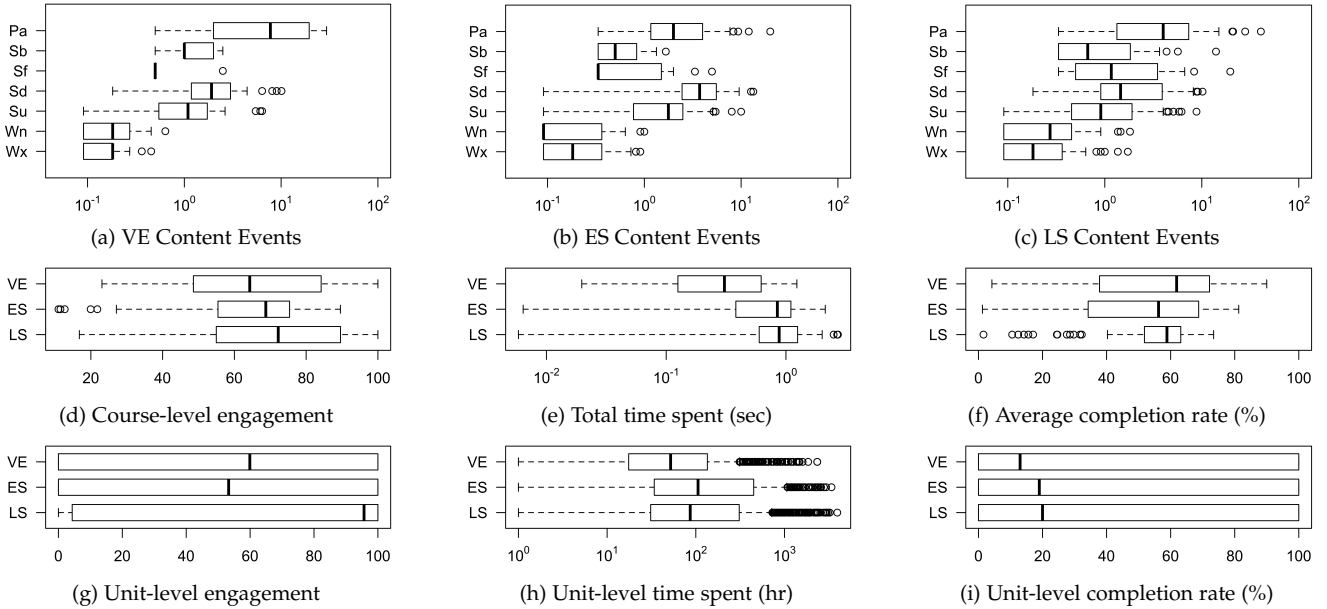 Pa
Sb
Sf
Sd
Su
Wn
Wx
10^-1 10^0 10^1 10^2
(a) VE Content Events
Pa
Sb
Sf
Sd
Su
Wn
Wx
10^-1 10^0 10^1 10^2
(b) ES Content Events
Pa
Sb
Sf
Sd
Su
Wn
Wx
10^-1 10^0 10^1 10^2
(c) LS Content Events
VE
ES
LS
20 40 60 80 100
(d) Course-level engagement
VE
ES
LS
10^-2 10^-1 10^0
(e) Total time spent (sec)
VE
ES
LS
0 20 40 60 80 100
(f) Average completion rate (%)
VE
ES
LS
0 20 40 60 80 100
(g) Unit-level engagement
VE
ES
LS
10^0 10^1 10^2 10^3
(h) Unit-level time spent (hr)
VE
ES
LS
0 20 40 60 80 100
(i) Unit-level completion rate (%)